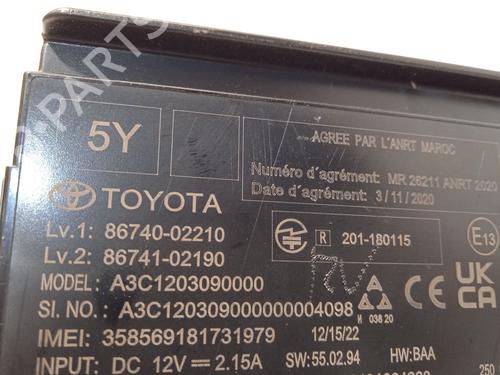 5Y
AGREE PAR L'ANRT MAROC
Numéro d'agrément: MR 26211 ANRT 2020
Date d'agrément: 3/11/2020
TOYOTA
Lv.1: 86740-02210
Lv.2: 86741-02190
MODEL: A3C1203090000
SI. NO.: A3C120309000000004098
IMEI: 358569181731979 12/15/22
INPUT: DC 12V 2.15A SW: 55.02.94 HW:BAA
R 201-180115
E13
UK
CA
N 038 20
250
B-PARTS